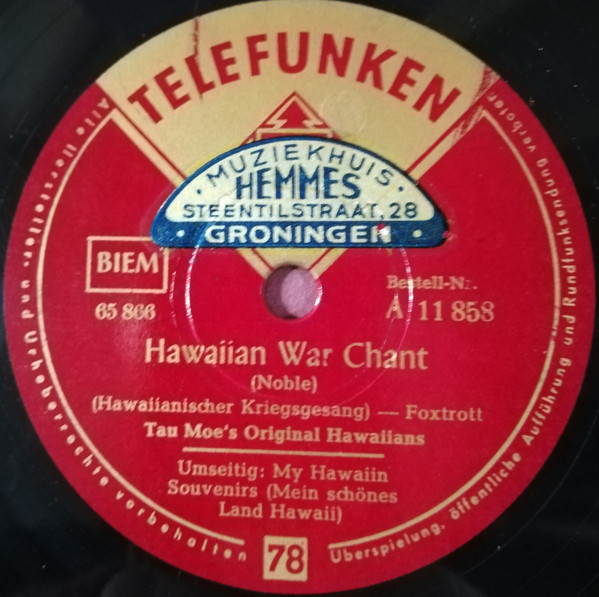 TELEFUNKEN
· MUZIEKHUIS ·
HEMMES
STEENTILSTRAAT, 28
· GRONINGEN ·
BIEM
65 866
Bestell-Nr.
A 11 858
Hawaiian War Chant
(Noble)
(Hawaiianischer Kriegsgesang) — Foxtrott
Tau Moe's Original Hawaiians
Umseitig: My Hawaiin
Souvenirs (Mein schönes
Land Hawaii)
78
Alle Hersteller- und Urheberrechte vorbehalten
Überspielung, öffentliche Aufführung und Rundfunksendung verboten